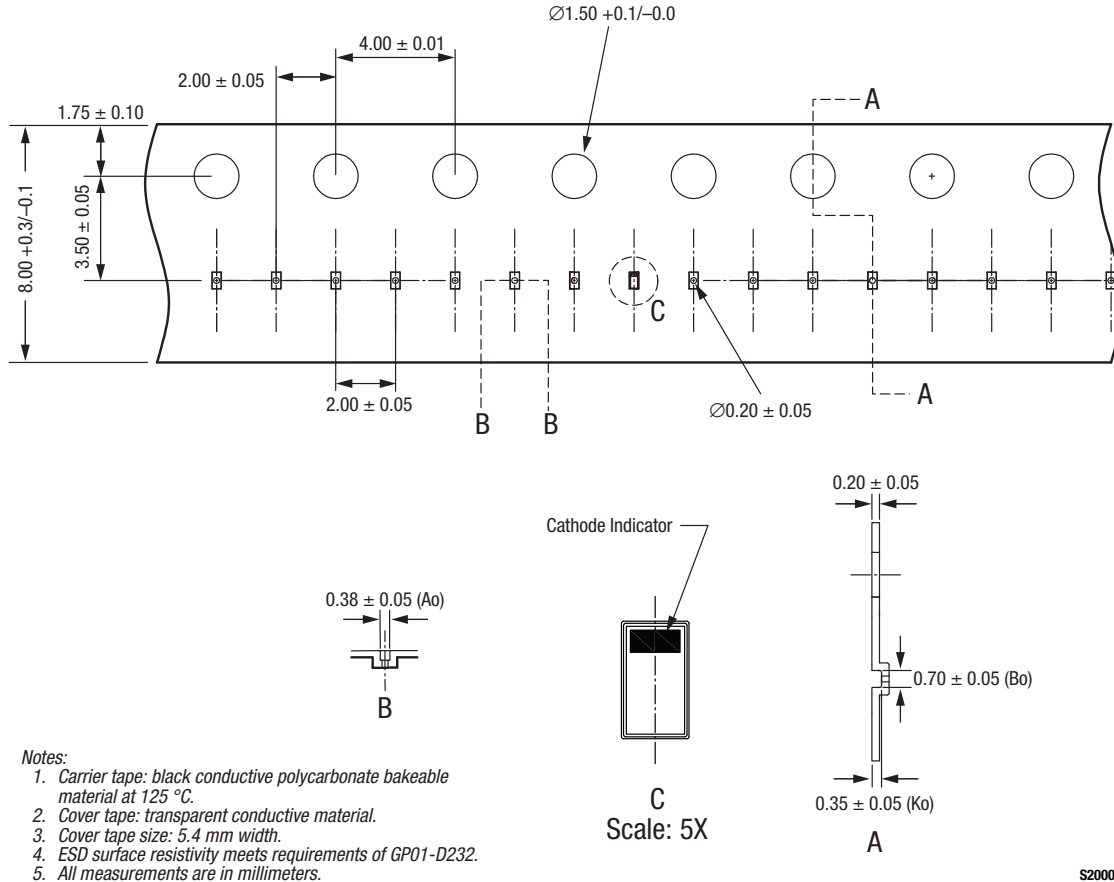 ∅1.50 +0.1/–0.0
4.00 ± 0.01
2.00 ± 0.05
1.75 ± 0.10
A
8.00 +0.3/–0.1
3.50 ± 0.05
C
2.00 ± 0.05
B
B
∅0.20 ± 0.05
A
0.20 ± 0.05
Cathode Indicator
0.38 ± 0.05 (Ao)
0.70 ± 0.05 (Bo)
B
C
Scale: 5X
0.35 ± 0.05 (Ko)
A
Notes:
1. Carrier tape: black conductive polycarbonate bakeable
material at 125 °C.
2. Cover tape: transparent conductive material.
3. Cover tape size: 5.4 mm width.
4. ESD surface resistivity meets requirements of GP01-D232.
5. All measurements are in millimeters.
S2000